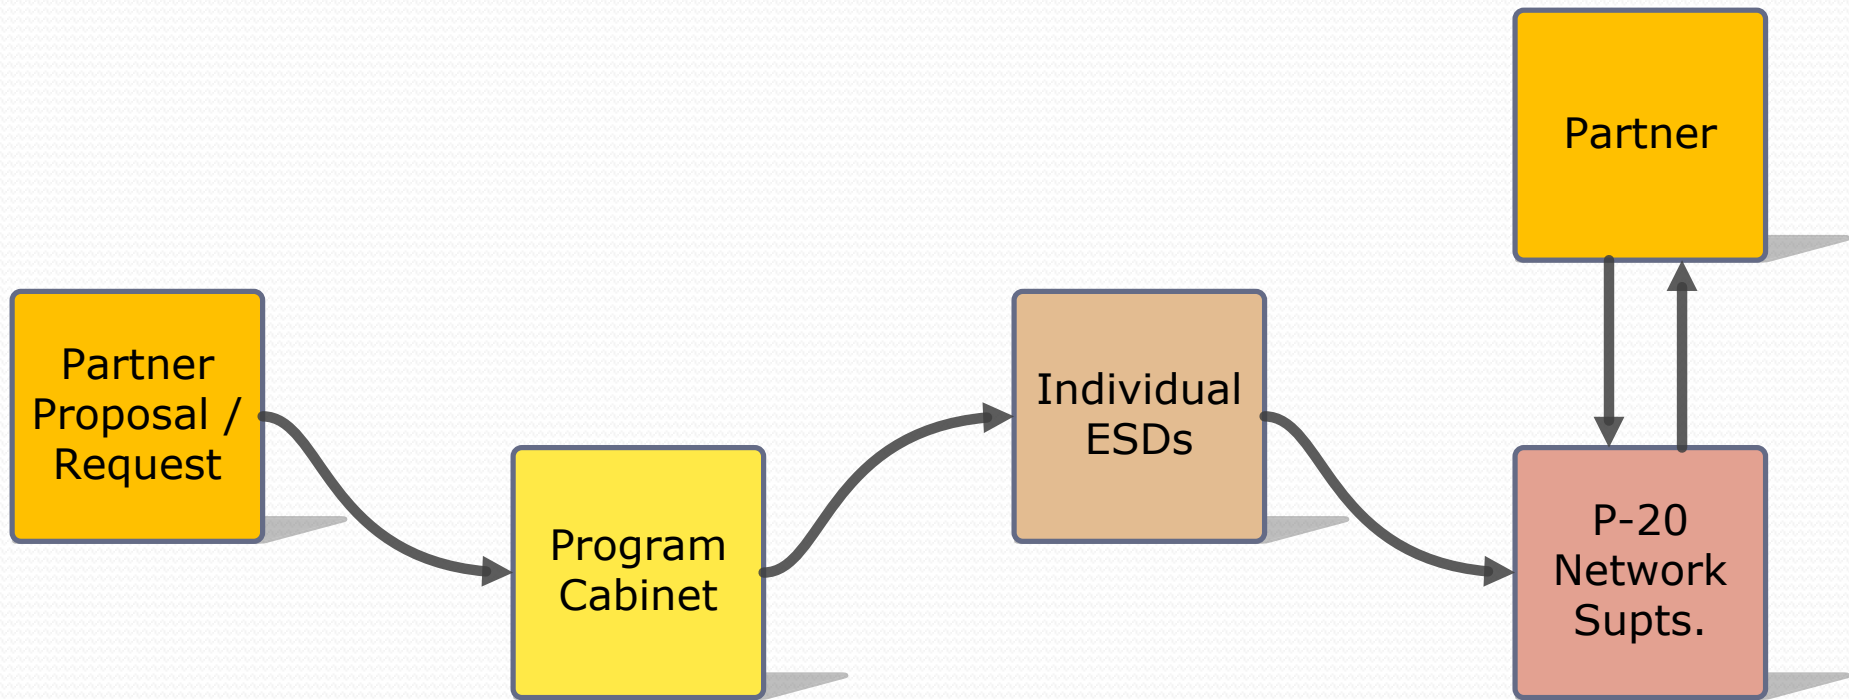 Partner
Proposal /
Request
Program
Cabinet
Individual
ESDs
Partner
P-20
Network
Supts.